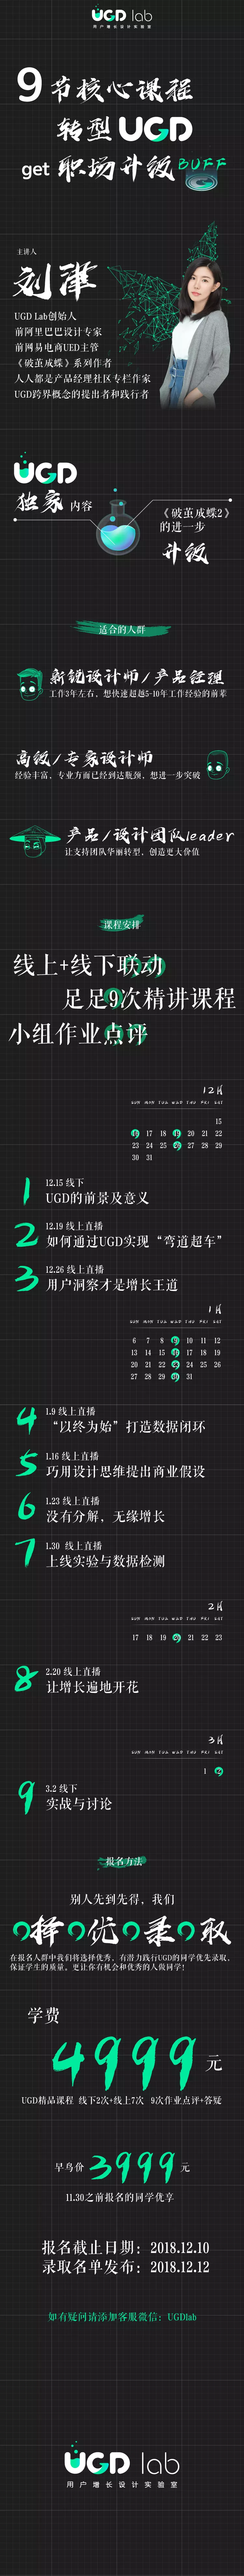 UGD lab
用户增长设计实验室
9节核心课程
转型UGD
get职场升级BUFF
主讲人
刘津
UGD Lab创始人
前阿里巴巴设计专家
前网易电商UED主管
《破茧成蝶》系列作者
人人都是产品经理社区专栏作家
UGD跨界概念的提出者和践行者
UGD
独家内容
《破茧成蝶2》
的进一步
升级
适合的人群
新锐设计师/产品经理
工作3年左右，想快速超越5-10年工作经验的前辈
高级/专家设计师
经验丰富，专业方面已经到达瓶颈，想进一步突破
产品/设计团队leader
让支持团队华丽转型，创造更大价值
课程安排
线上+线下联动
足足9次精讲课程
小组作业点评
12月
SUN MON TUE WED THU FRI SAT
15
16 17 18 19 20 21 22
23 24 25 26 27 28 29
30 31
1
12.15 线下
UGD的前景及意义
2
12.19 线上直播
如何通过UGD实现“弯道超车”
3
12.26 线上直播
用户洞察才是增长王道
1月
SUN MON TUE WED THU FRI SAT
6 7 8 9 10 11 12
13 14 15 16 17 18 19
20 21 22 23 24 25 26
27 28 29 30 31
4
1.9 线上直播
“以终为始”打造数据闭环
5
1.16 线上直播
巧用设计思维提出商业假设
6
1.23 线上直播
没有分解，无缘增长
7
1.30 线上直播
上线实验与数据检测
2月
SUN MON TUE WED THU FRI SAT
17 18 19 20 21 22 23
8
2.20 线上直播
让增长遍地开花
3月
SUN MON TUE WED THU FRI SAT
1 2
9
3.2 线下
实战与讨论
报名方法
别人先到先得，我们
择优录取
在报名人群中我们将选择优秀、有潜力践行UGD的同学优先录取，
保证学生的质量。更让你有机会和优秀的人做同学！
学费
4999元
UGD精品课程 线下2次+线上7次 9次作业点评+答疑
早鸟价3999元
11.30之前报名的同学优享
报名截止日期：2018.12.10
录取名单发布：2018.12.12
如有疑问请添加客服微信：UGDlab
UGD lab
用户增长设计实验室